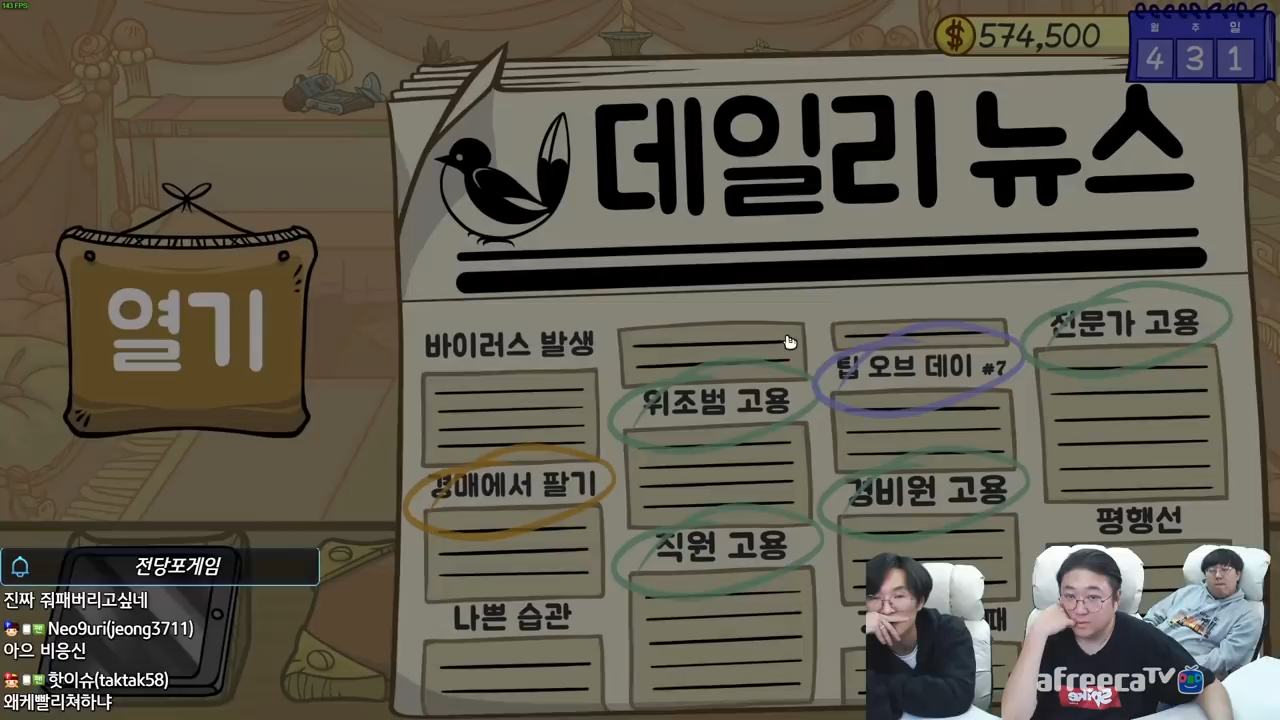 143 FPS
574,500
월 주 일
4 3 1
데일리 뉴스
열기
바이러스 발생
경매에서 팔기
나쁜 습관
위조범 고용
직원 고용
팁 오브 데이 #7
경비원 고용
때
전문가 고용
평행선
전당포게임
진짜 줘패버리고싶네
Neo9uri(jeong3711)
아으 비응신
핫이슈(taktak58)
왜케빨리쳐하냐
afreecaTV